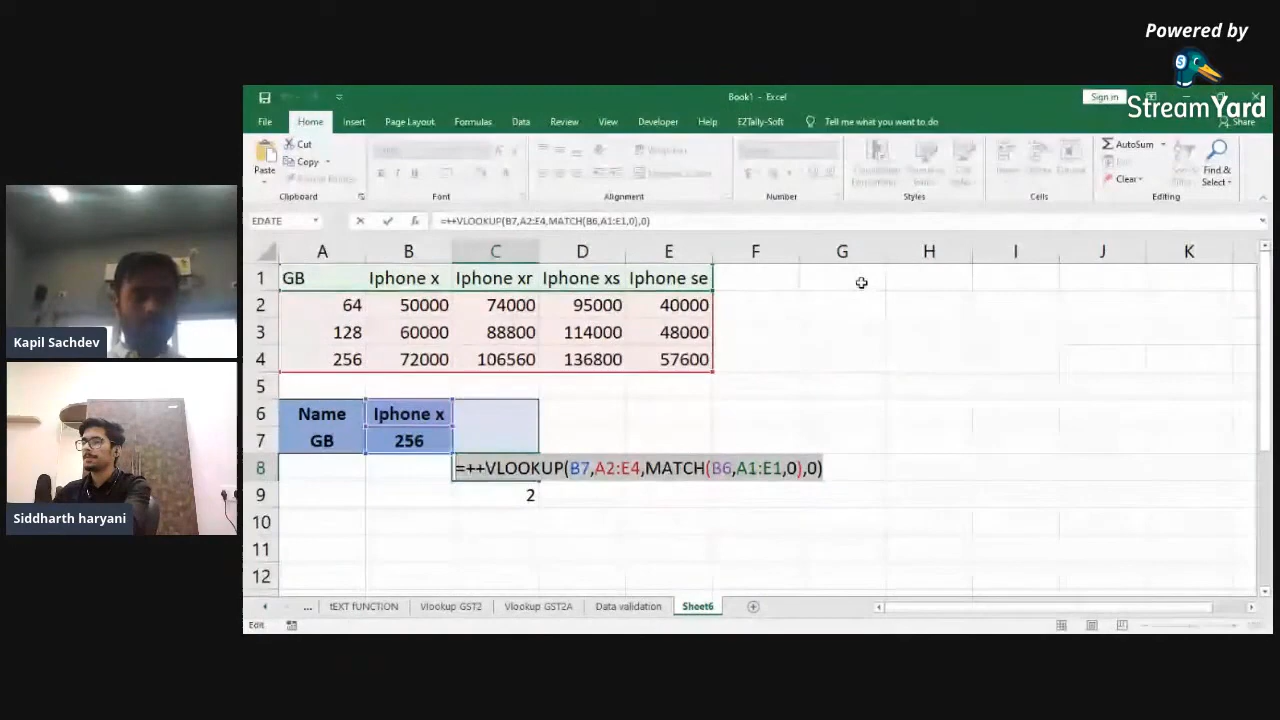 Powered by
StreamYard
Book1 - Excel
Sign in
File Home Insert Page Layout Formulas Data Review View Developer Help EZTally-Soft Tell me what you want to do Share
Paste
Cut
Copy
AutoSum
Clear
Find &
Select
Clipboard Font Alignment Number Styles Cells Editing
EDATE =++VLOOKUP(B7,A2:E4,MATCH(B6,A1:E1,0),0)
A B C D E F G H I J K
1 GB Iphone x Iphone xr Iphone xs Iphone se
2 64 50000 74000 95000 40000
3 128 60000 88800 114000 48000
4 256 72000 106560 136800 57600
5
6 Name Iphone x
7 GB 256
8 =++VLOOKUP(B7,A2:E4,MATCH(B6,A1:E1,0),0)
9 2
10
11
12
... tEXT fUNCTION Vlookup GST2 Vlookup GST2A Data validation Sheet6
Edit
Kapil Sachdev
Siddharth haryani